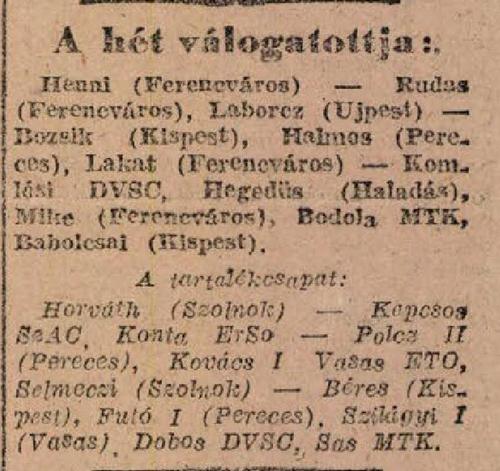 A hét válogatottja:
Henni (Ferencváros) — Rudas
(Ferencváros), Laborcz (Ujpest) —
Bozsik (Kispest), Halmos (Pere-
ces), Lakat (Ferencváros) — Kom-
lósi DVSC, Hegedüs (Haladás),
Mike (Ferencváros), Bodola MTK,
Babolcsai (Kispest).
A tartalékcsapat:
Horváth (Szolnok) — Kapcsos
SzAC, Konta ErSo — Polcz II
(Pereces), Kovács I Vasas ETO,
Selmeczi (Szolnok) — Béres (Kis-
pest), Futó I (Pereces), Szilágyi I
(Vasas), Dobos DVSC, Sas MTK.